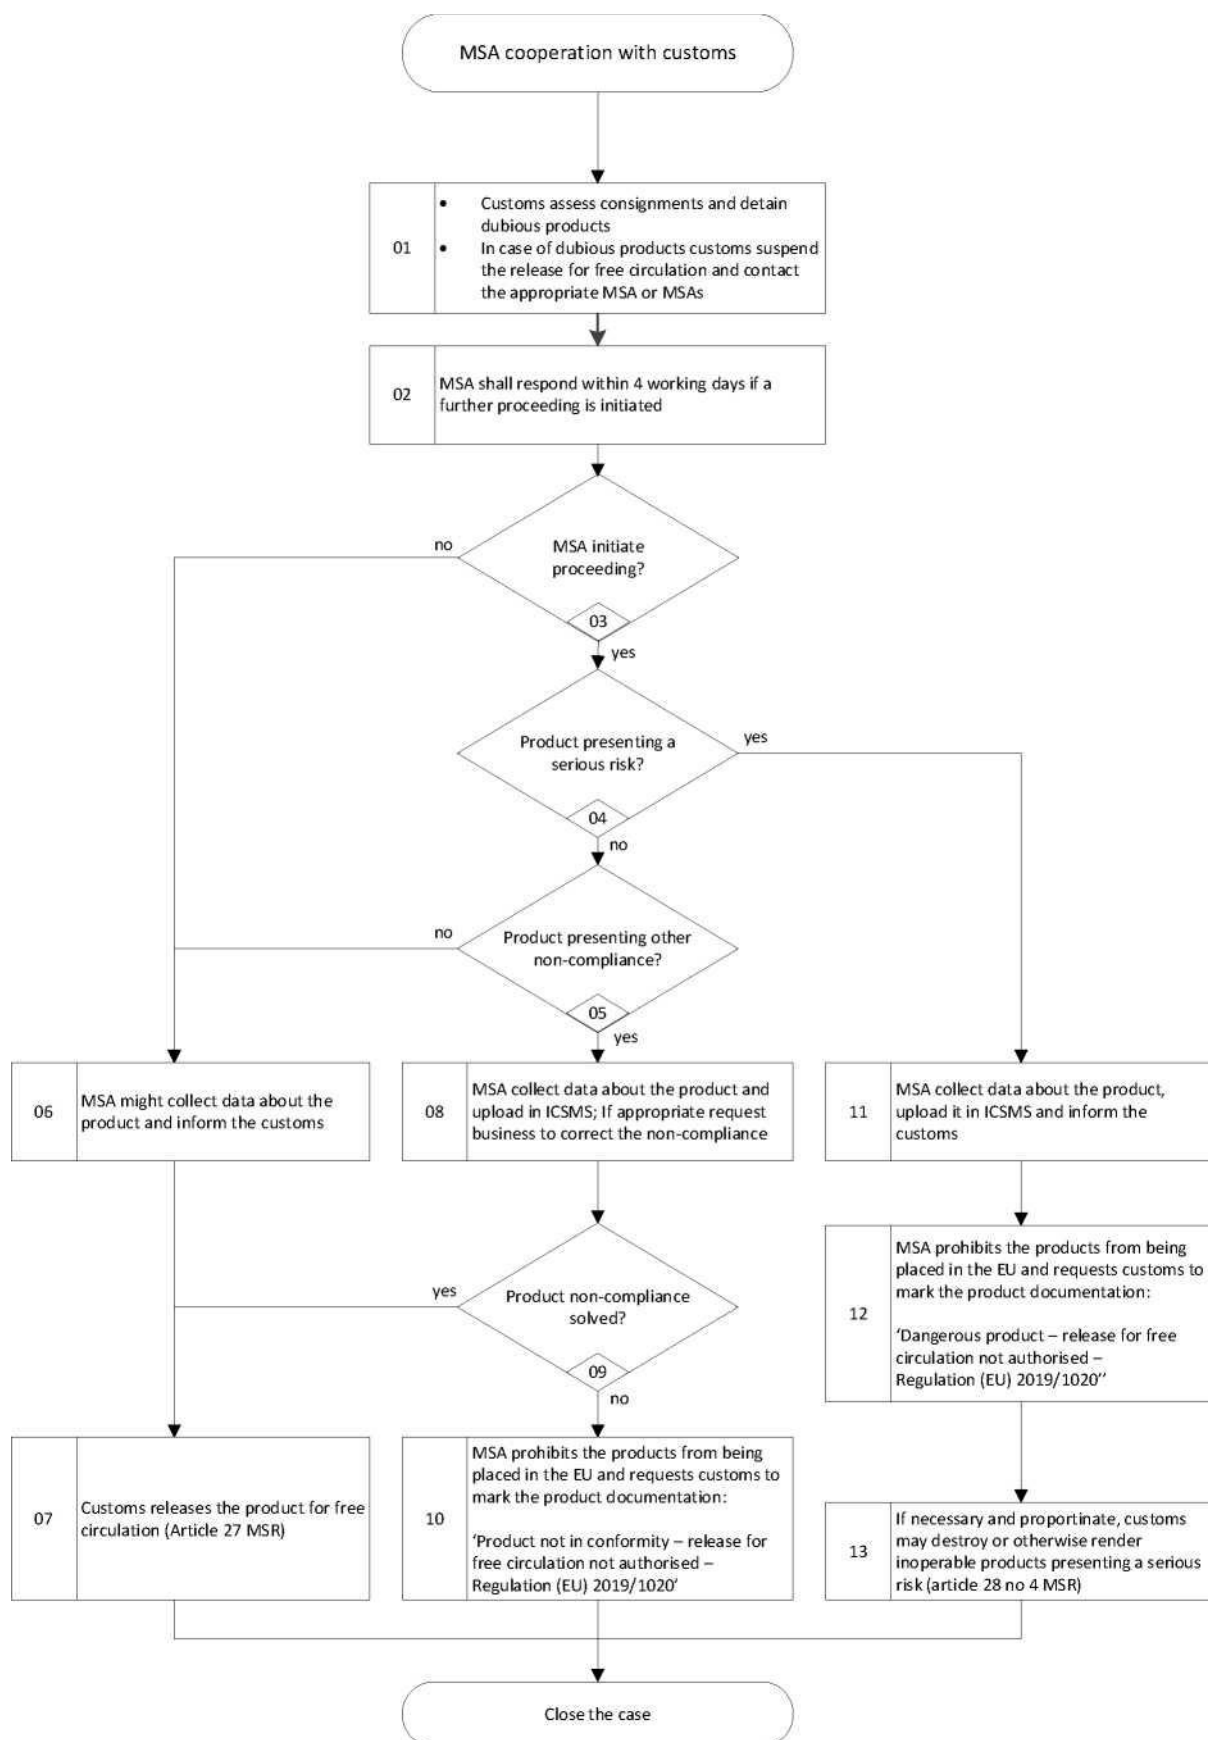 MSA cooperation with customs
01
• Customs assess consignments and detain
dubious products
• In case of dubious products customs suspend
the release for free circulation and contact
the appropriate MSA or MSAs
02
MSA shall respond within 4 working days if a
further proceeding is initiated
no
MSA initiate
proceeding?
03
yes
Product presenting a
serious risk?
yes
04
no
no
Product presenting other
non-compliance?
05
yes
06
MSA might collect data about the
product and inform the customs
08
MSA collect data about the product and
upload in ICSMS; If appropriate request
business to correct the non-compliance
11
MSA collect data about the product,
upload it in ICSMS and inform the
customs
yes
Product non-compliance
solved?
09
no
12
MSA prohibits the products from being
placed in the EU and requests customs to
mark the product documentation:
‘Dangerous product – release for free
circulation not authorised –
Regulation (EU) 2019/1020’’
07
Customs releases the product for free
circulation (Article 27 MSR)
10
MSA prohibits the products from being
placed in the EU and requests customs to
mark the product documentation:
‘Product not in conformity – release for
free circulation not authorised –
Regulation (EU) 2019/1020’
13
If necessary and proportinate, customs
may destroy or otherwise render
inoperable products presenting a serious
risk (article 28 no 4 MSR)
Close the case